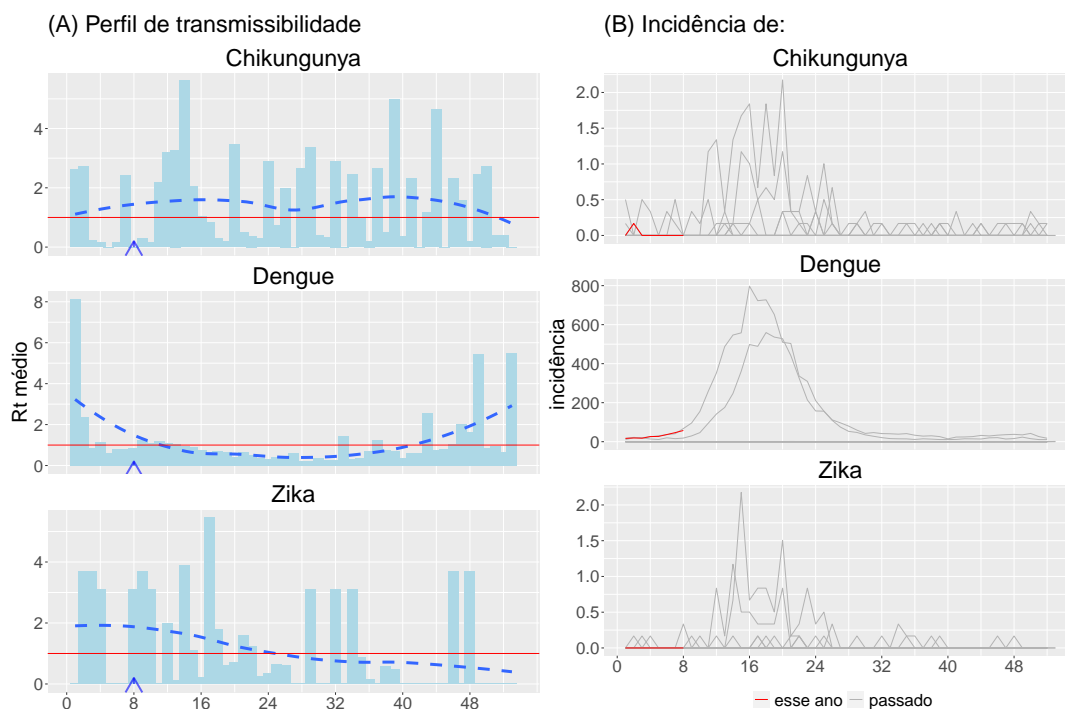 (A) Perfil de transmissibilidade
Chikungunya
4
2
0
Dengue
8
6
4
2
0
Zika
4
2
0
0 8 16 24 32 40 48
Rt médio
(B) Incidência de:
Chikungunya
2.0
1.5
1.0
0.5
0.0
Dengue
800
600
400
200
0
Zika
2.0
1.5
1.0
0.5
0.0
0 8 16 24 32 40 48
incidência
esse ano passado